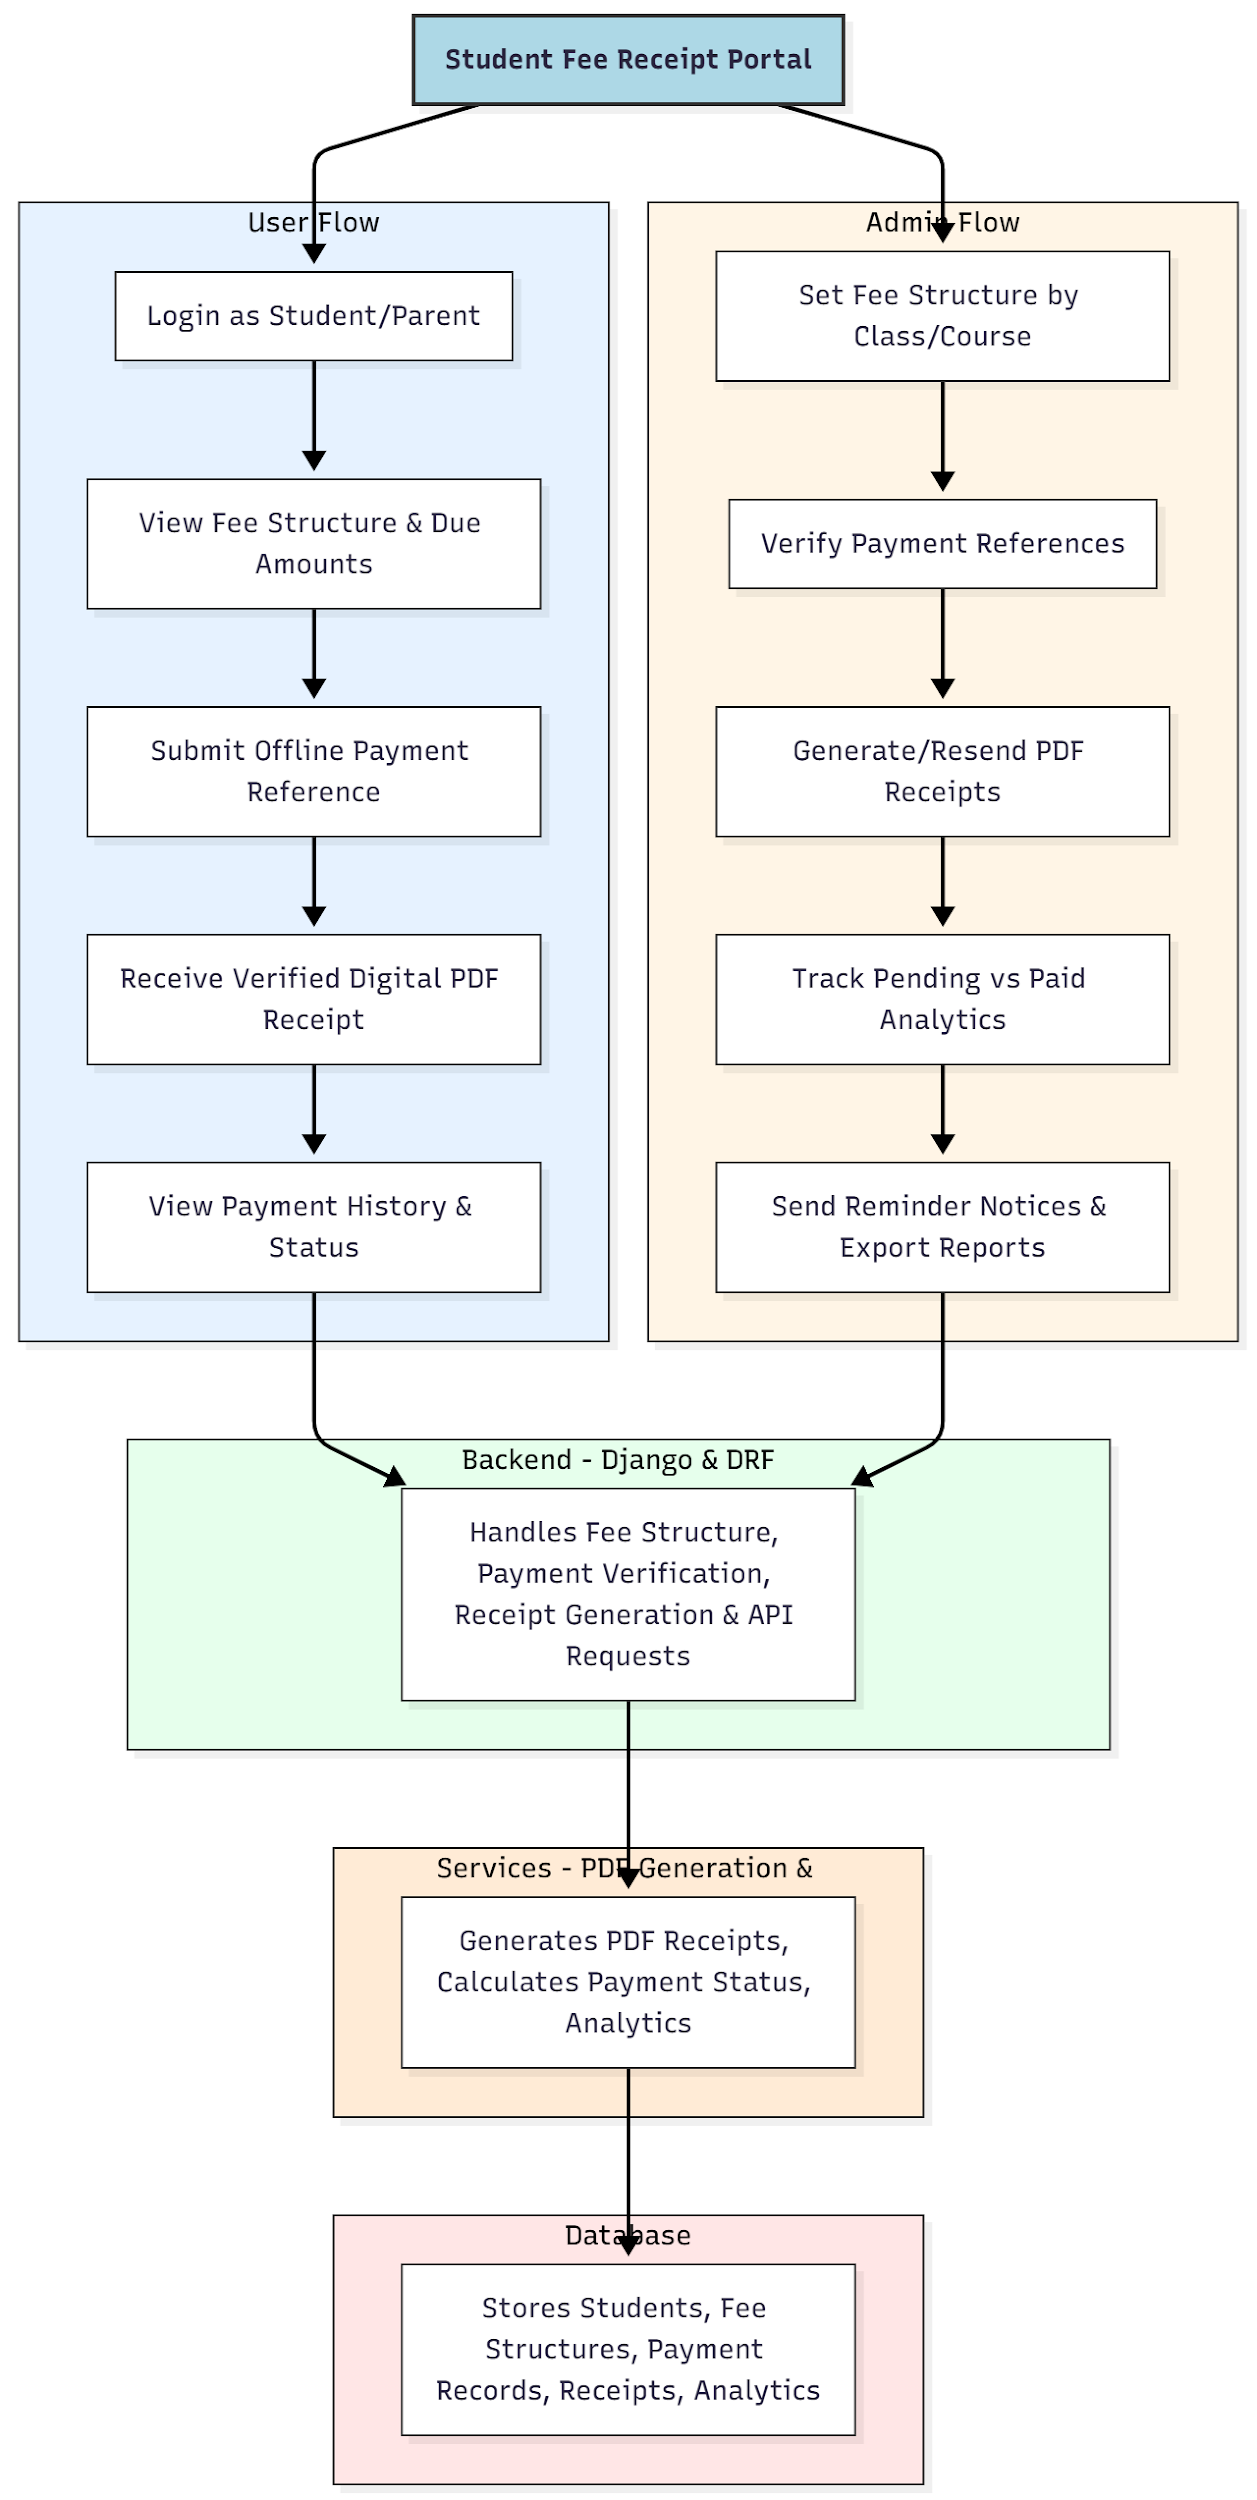 Student Fee Receipt Portal
User Flow
Login as Student/Parent
View Fee Structure & Due
Amounts
Submit Offline Payment
Reference
Receive Verified Digital PDF
Receipt
View Payment History &
Status
Admin Flow
Set Fee Structure by
Class/Course
Verify Payment References
Generate/Resend PDF
Receipts
Track Pending vs Paid
Analytics
Send Reminder Notices &
Export Reports
Backend - Django & DRF
Handles Fee Structure,
Payment Verification,
Receipt Generation & API
Requests
Services - PDF Generation &
Generates PDF Receipts,
Calculates Payment Status,
Analytics
Database
Stores Students, Fee
Structures, Payment
Records, Receipts, Analytics